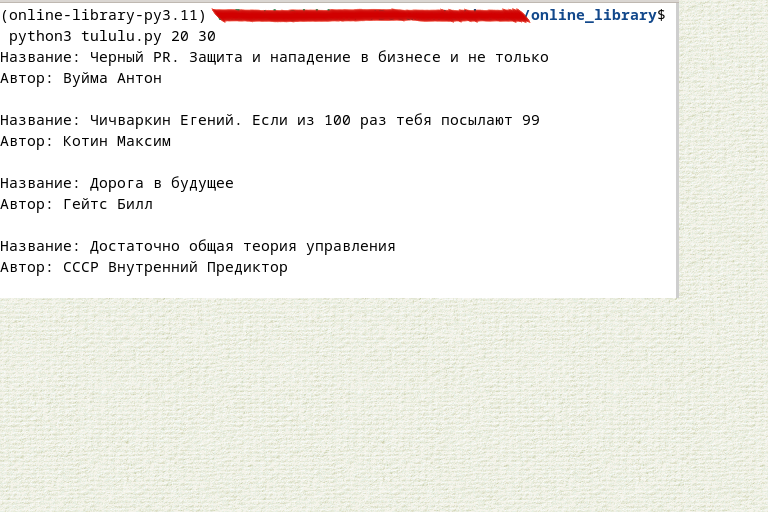 (online-library-py3.11) /online_library$
python3 tululu.py 20 30
Название: Черный PR. Защита и нападение в бизнесе и не только
Автор: Вуйма Антон
Название: Чичваркин Егений. Если из 100 раз тебя посылают 99
Автор: Котин Максим
Название: Дорога в будущее
Автор: Гейтс Билл
Название: Достаточно общая теория управления
Автор: СССР Внутренний Предиктор